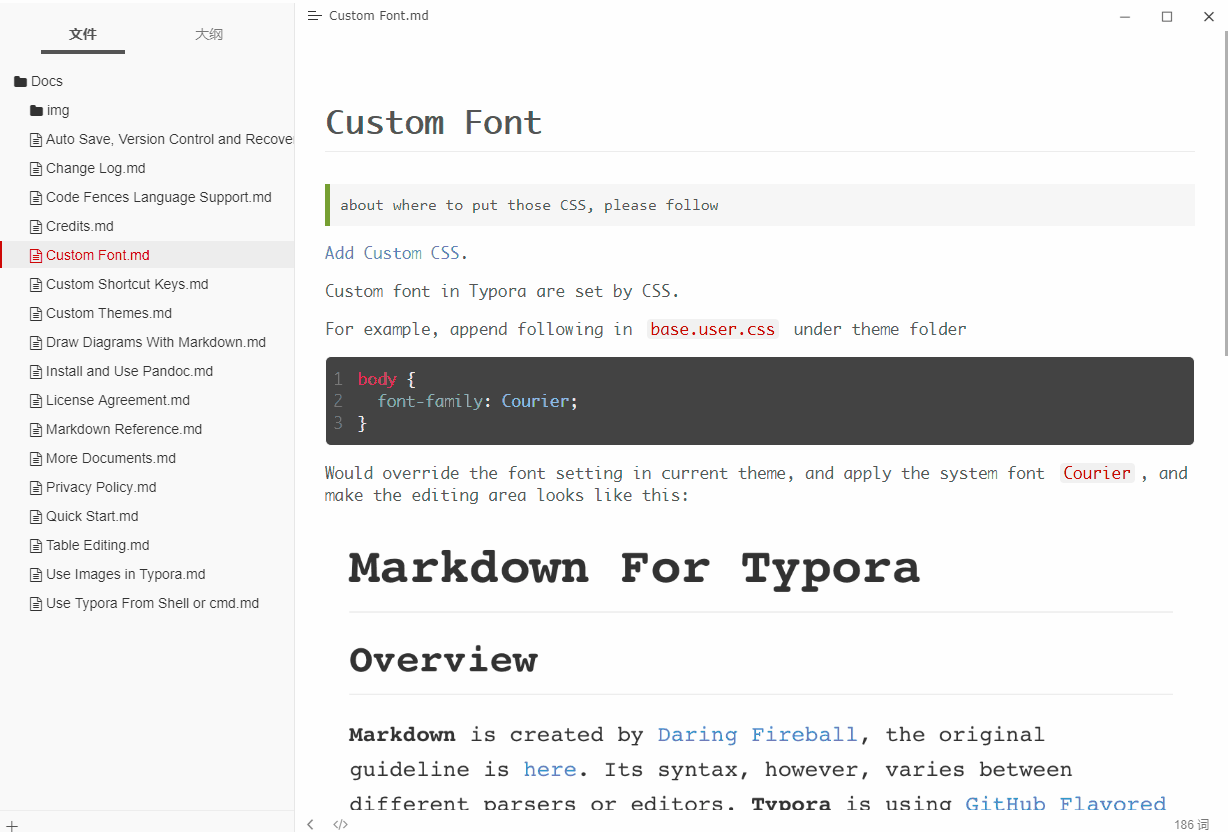 文件 大纲
Docs
img
Auto Save, Version Control and Recove
Change Log.md
Code Fences Language Support.md
Credits.md
Custom Font.md
Custom Shortcut Keys.md
Custom Themes.md
Draw Diagrams With Markdown.md
Install and Use Pandoc.md
License Agreement.md
Markdown Reference.md
More Documents.md
Privacy Policy.md
Quick Start.md
Table Editing.md
Use Images in Typora.md
Use Typora From Shell or cmd.md
Custom Font.md
Custom Font
about where to put those CSS, please follow
Add Custom CSS.
Custom font in Typora are set by CSS.
For example, append following in base.user.css under theme folder
1 body {
2 font-family: Courier;
3 }
Would override the font setting in current theme, and apply the system font Courier , and
make the editing area looks like this:
Markdown For Typora
Overview
Markdown is created by Daring Fireball, the original
guideline is here. Its syntax, however, varies between
different parsers or editors. Typora is using GitHub Flavored
186 词